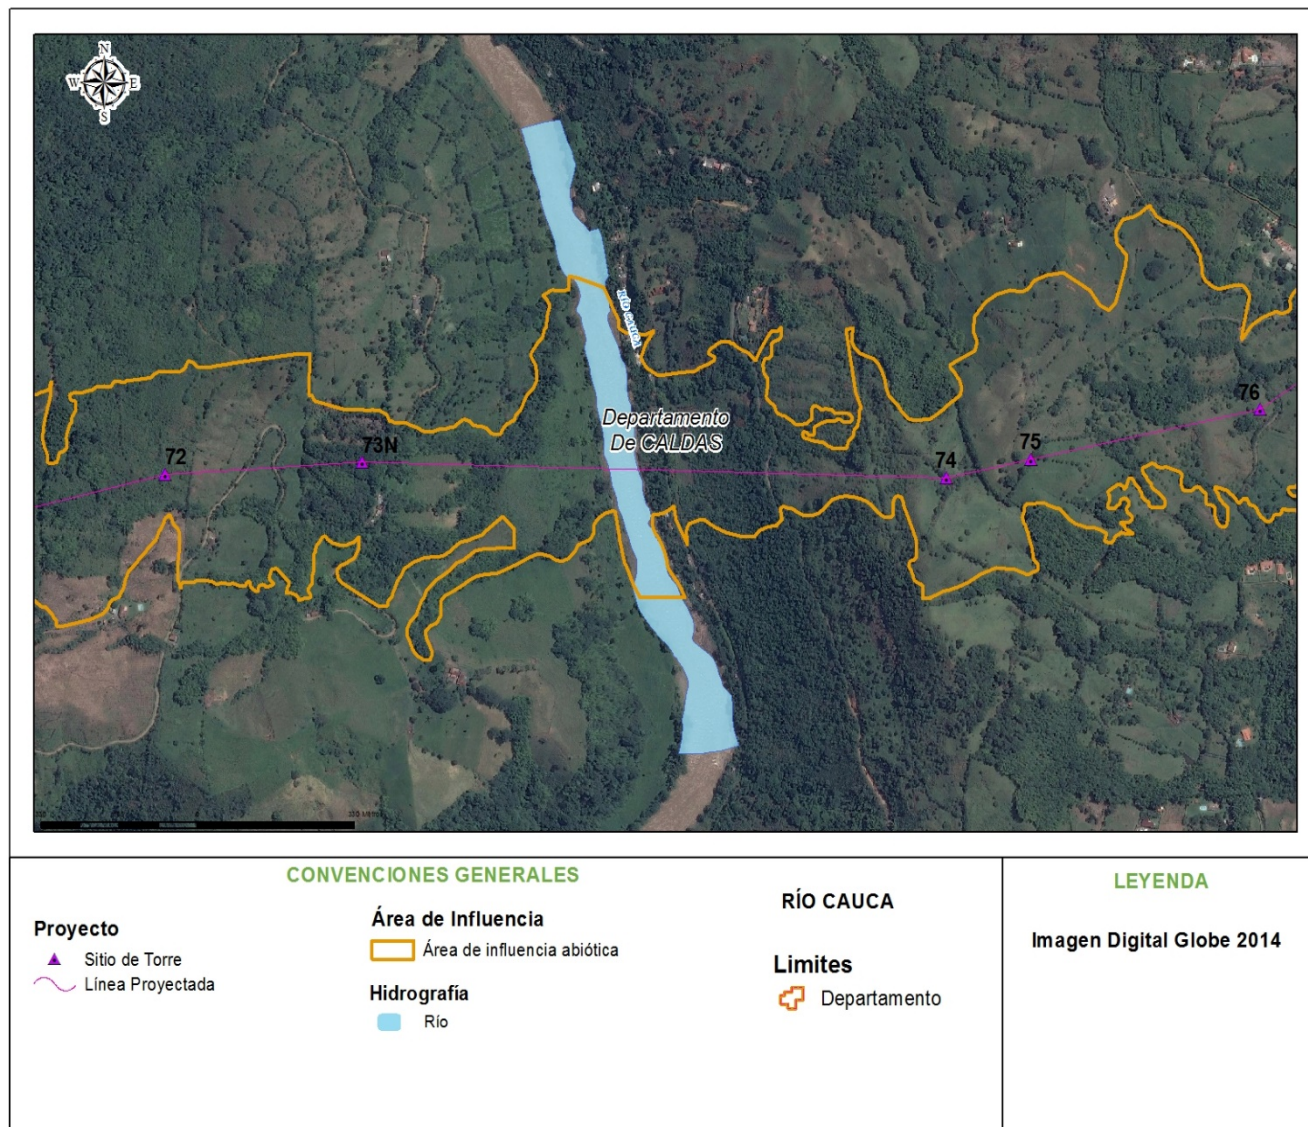 N
W E
S
RÍO CAUCA
Departamento
De CALDAS
72
73N
74
75
76
CONVENCIONES GENERALES
Proyecto
Sitio de Torre
Línea Proyectada
Área de Influencia
Área de influencia abiótica
Hidrografía
Río
RÍO CAUCA
Limites
Departamento
LEYENDA
Imagen Digital Globe 2014